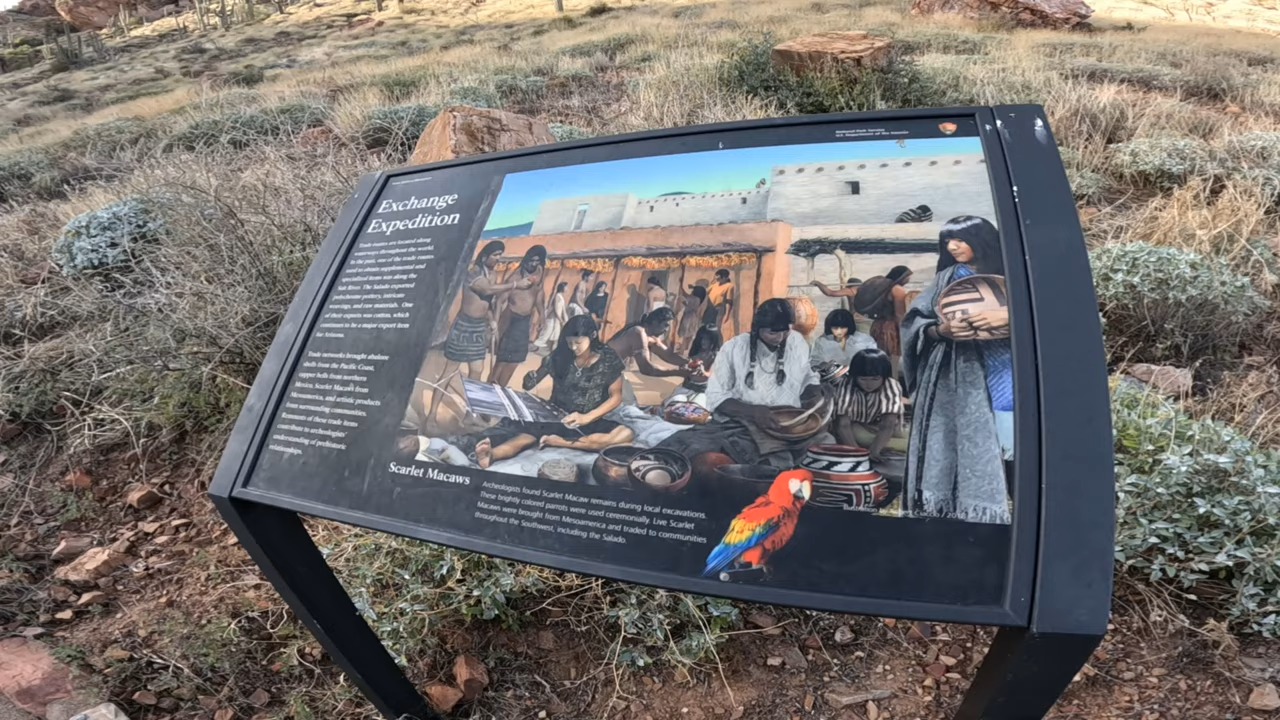 National Park Service
U.S. Department of the Interior
Exchange
Expedition
Trade routes are located along
waterways throughout the world.
In the past, one of the trade routes
used to obtain supplemental and
specialized items was along the
Salt River. The Salado exported
polychrome pottery, intricate
weavings, and raw materials. One
of their exports was cotton, which
continues to be a major export item
for Arizona.
Trade networks brought abalone
shells from the Pacific Coast,
copper bells from northern
Mexico, Scarlet Macaws from
Mesoamerica, and artistic products
from surrounding communities.
Remnants of these trade items
contribute to archeologists'
understanding of prehistoric
relationships.
Scarlet Macaws
Archeologists found Scarlet Macaw remains during local excavations.
These brightly colored parrots were used ceremonially. Live Scarlet
Macaws were brought from Mesoamerica and traded to communities
throughout the Southwest, including the Salado.